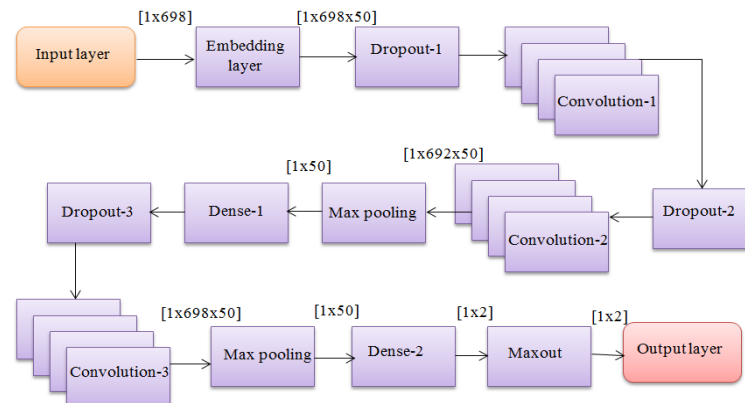 [1x698]
[1x698x50]
Input layer
Embedding
layer
Dropout-1
Convolution-1
[1x692x50]
[1x50]
Dropout-3
Dense-1
Max pooling
Convolution-2
Dropout-2
[1x698x50]
[1x50]
[1x2]
[1x2]
Convolution-3
Max pooling
Dense-2
Maxout
Output layer